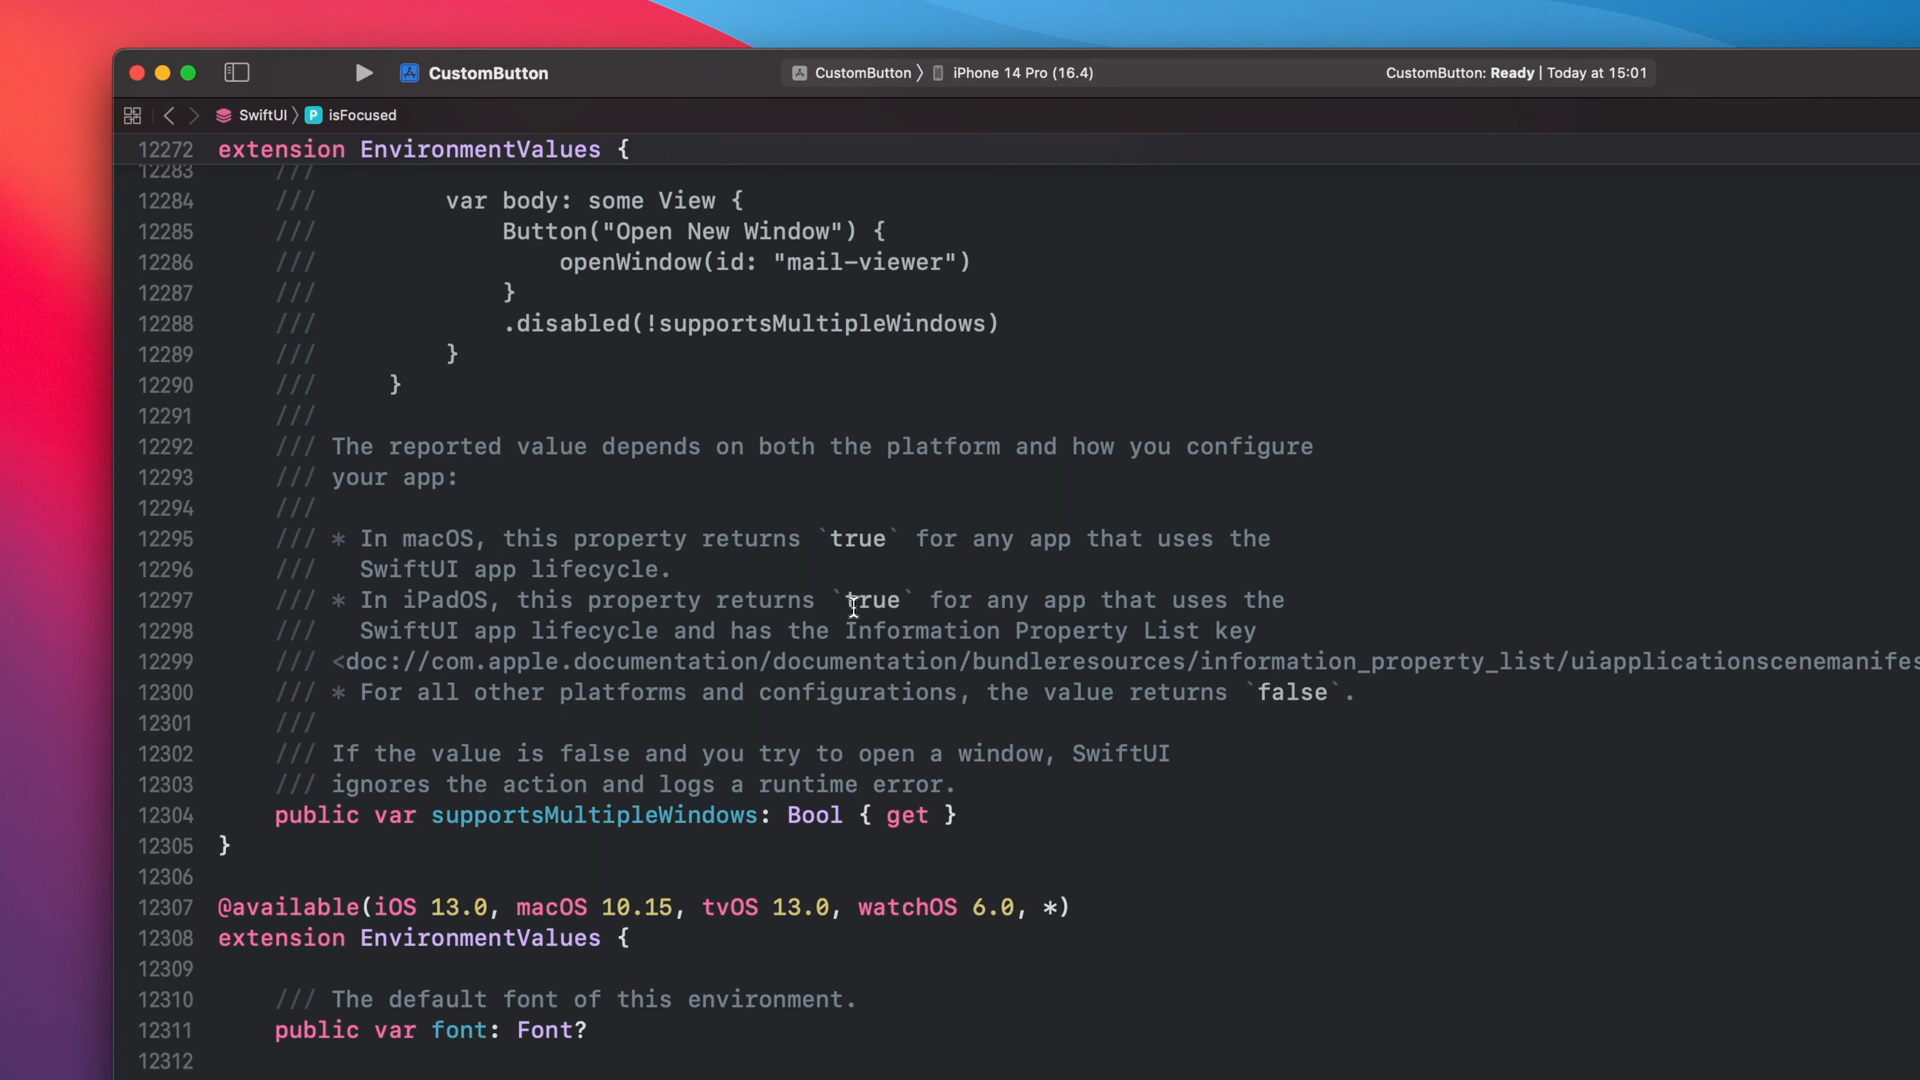 CustomButton
CustomButton 〉 iPhone 14 Pro (16.4)
CustomButton: Ready | Today at 15:01
SwiftUI 〉 P isFocused
12272 extension EnvironmentValues {
12283 ///
12284 /// var body: some View {
12285 /// Button("Open New Window") {
12286 /// openWindow(id: "mail-viewer")
12287 /// }
12288 /// .disabled(!supportsMultipleWindows)
12289 /// }
12290 /// }
12291 ///
12292 /// The reported value depends on both the platform and how you configure
12293 /// your app:
12294 ///
12295 /// * In macOS, this property returns `true` for any app that uses the
12296 /// SwiftUI app lifecycle.
12297 /// * In iPadOS, this property returns `true` for any app that uses the
12298 /// SwiftUI app lifecycle and has the Information Property List key
12299 /// <doc://com.apple.documentation/documentation/bundleresources/information_property_list/uiapplicationscenemanifes
12300 /// * For all other platforms and configurations, the value returns `false`.
12301 ///
12302 /// If the value is false and you try to open a window, SwiftUI
12303 /// ignores the action and logs a runtime error.
12304 public var supportsMultipleWindows: Bool { get }
12305 }
12306
12307 @available(iOS 13.0, macOS 10.15, tvOS 13.0, watchOS 6.0, *)
12308 extension EnvironmentValues {
12309
12310 /// The default font of this environment.
12311 public var font: Font?
12312